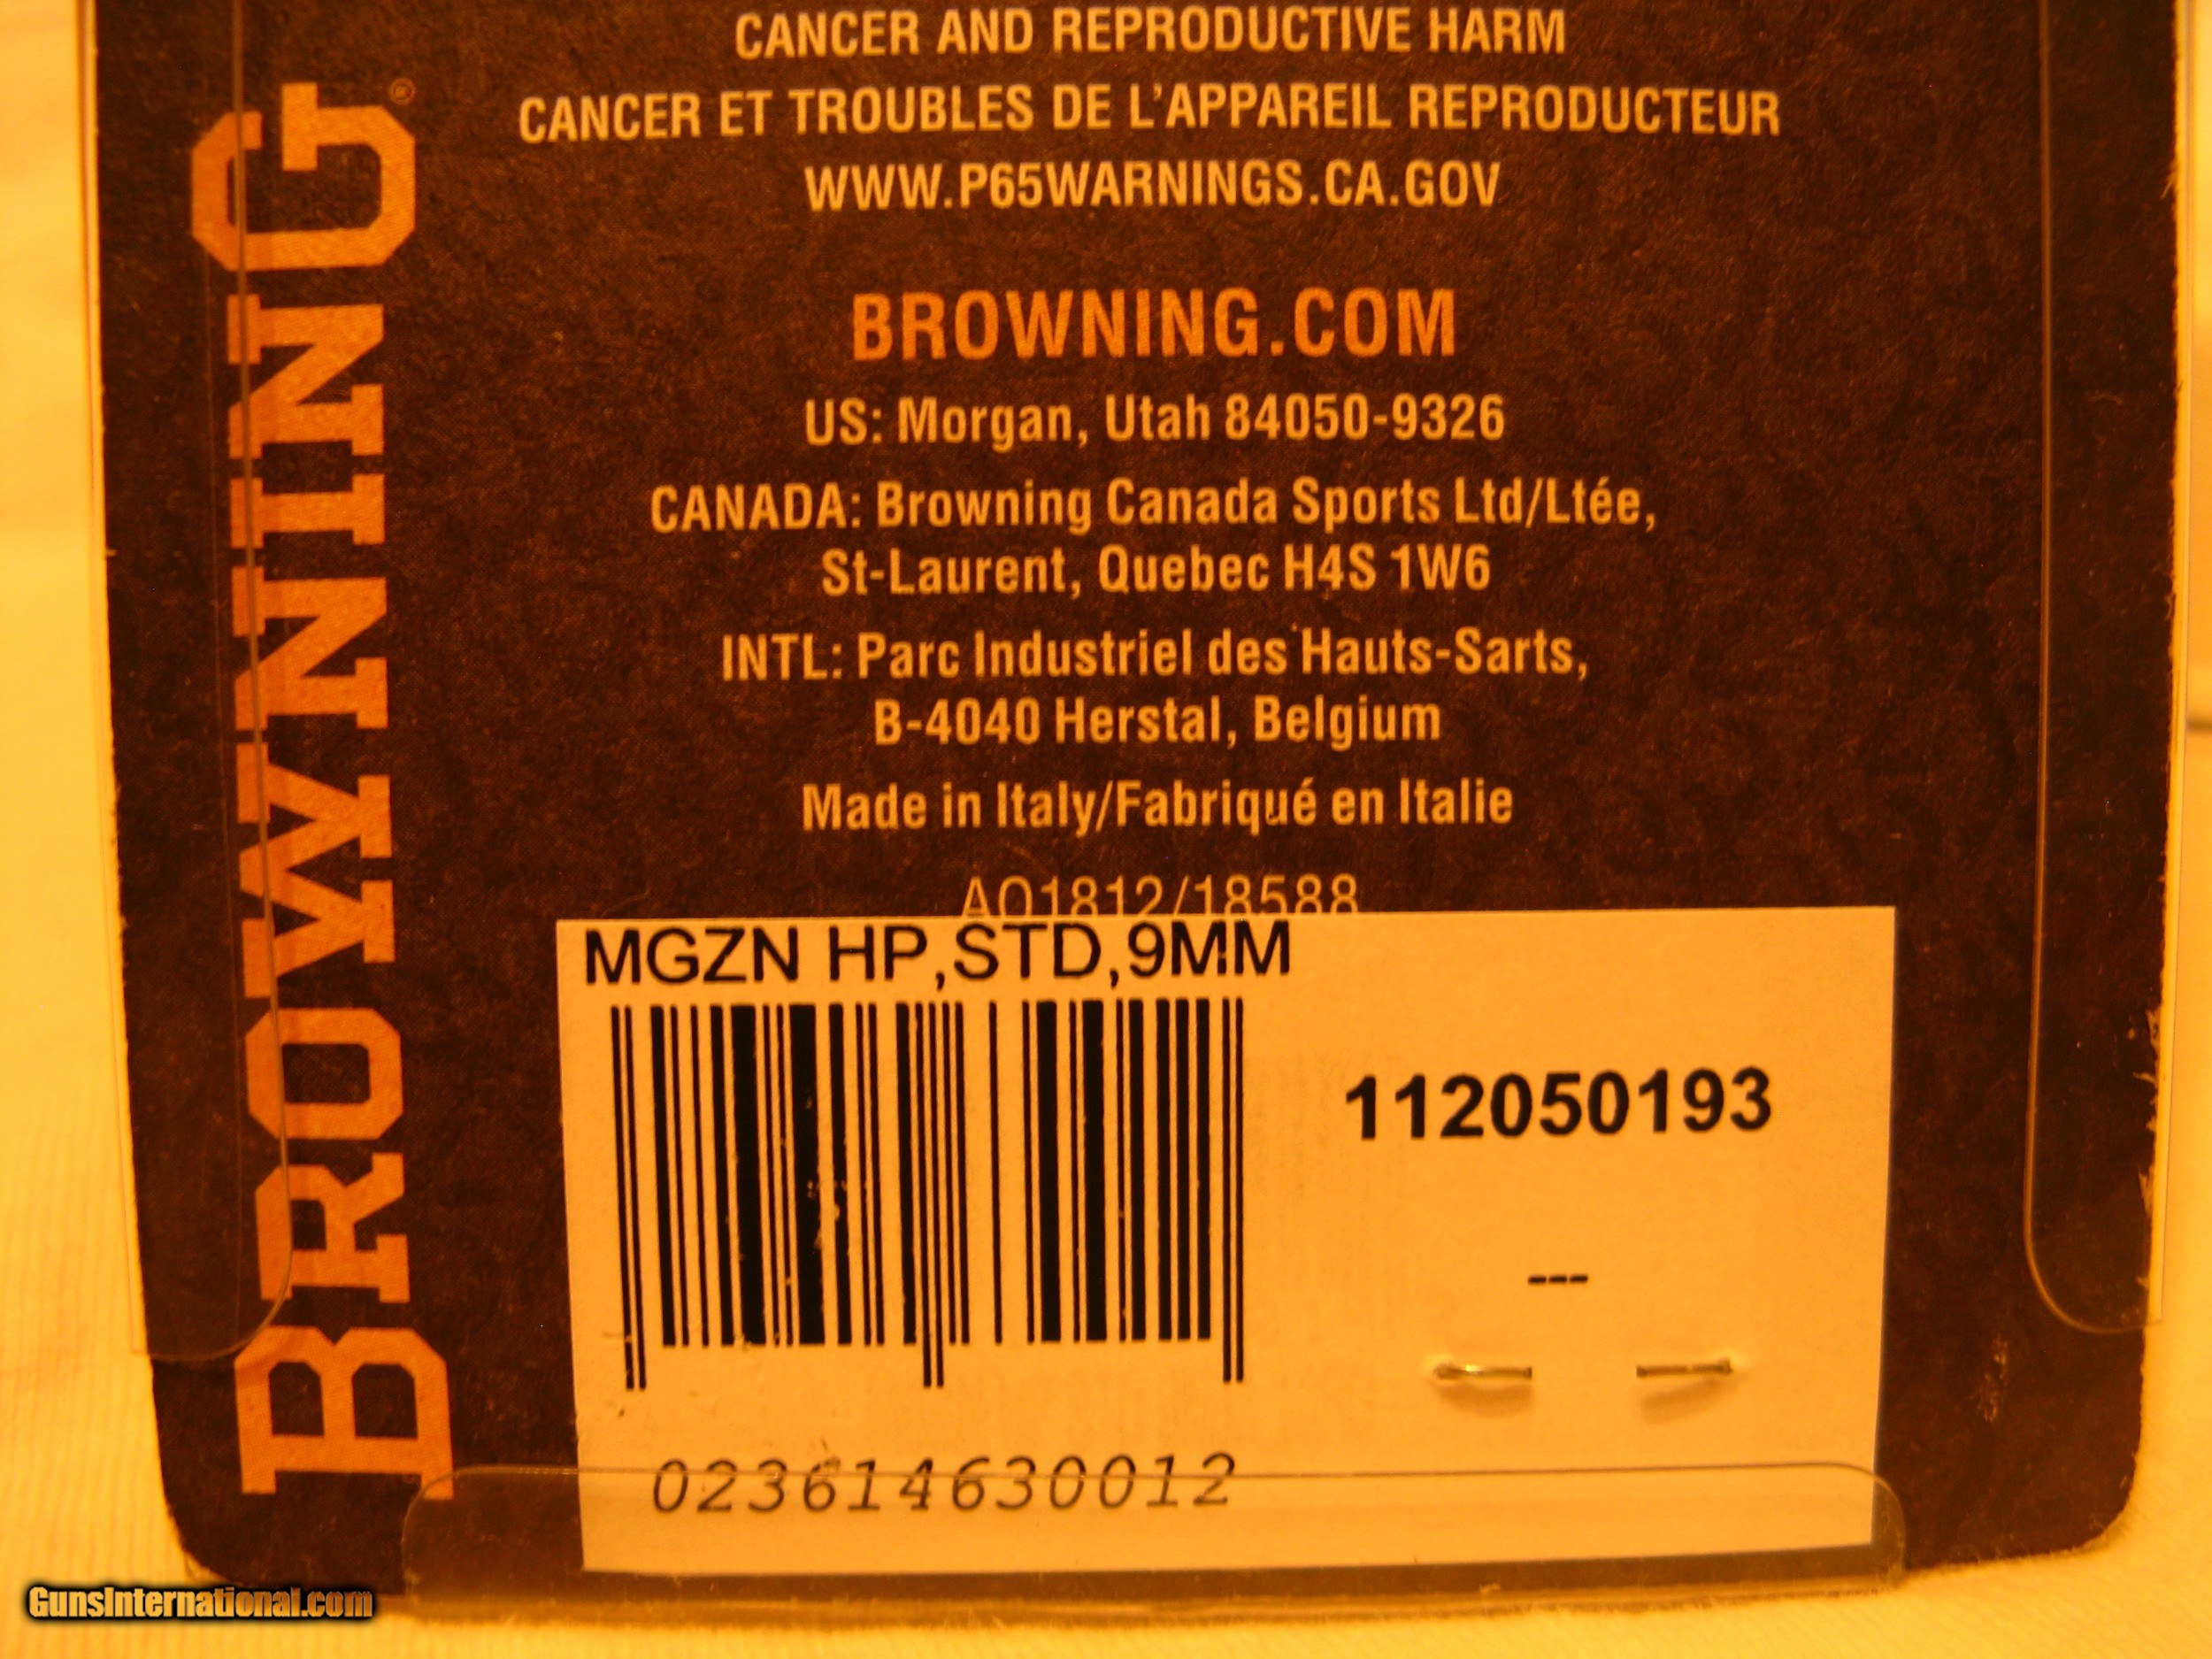 CANCER AND REPRODUCTIVE HARM
CANCER ET TROUBLES DE L'APPAREIL REPRODUCTEUR
WWW.P65WARNINGS.CA.GOV
BROWNING.COM
US: Morgan, Utah 84050-9326
CANADA: Browning Canada Sports Ltd/Ltée,
St-Laurent, Quebec H4S 1W6
INTL: Parc Industriel des Hauts-Sarts,
B-4040 Herstal, Belgium
Made in Italy/Fabriqué en Italie
AO1812/18588
BROWNING®
MGZN HP,STD,9MM
112050193
---
023614630012
GunsInternational.com